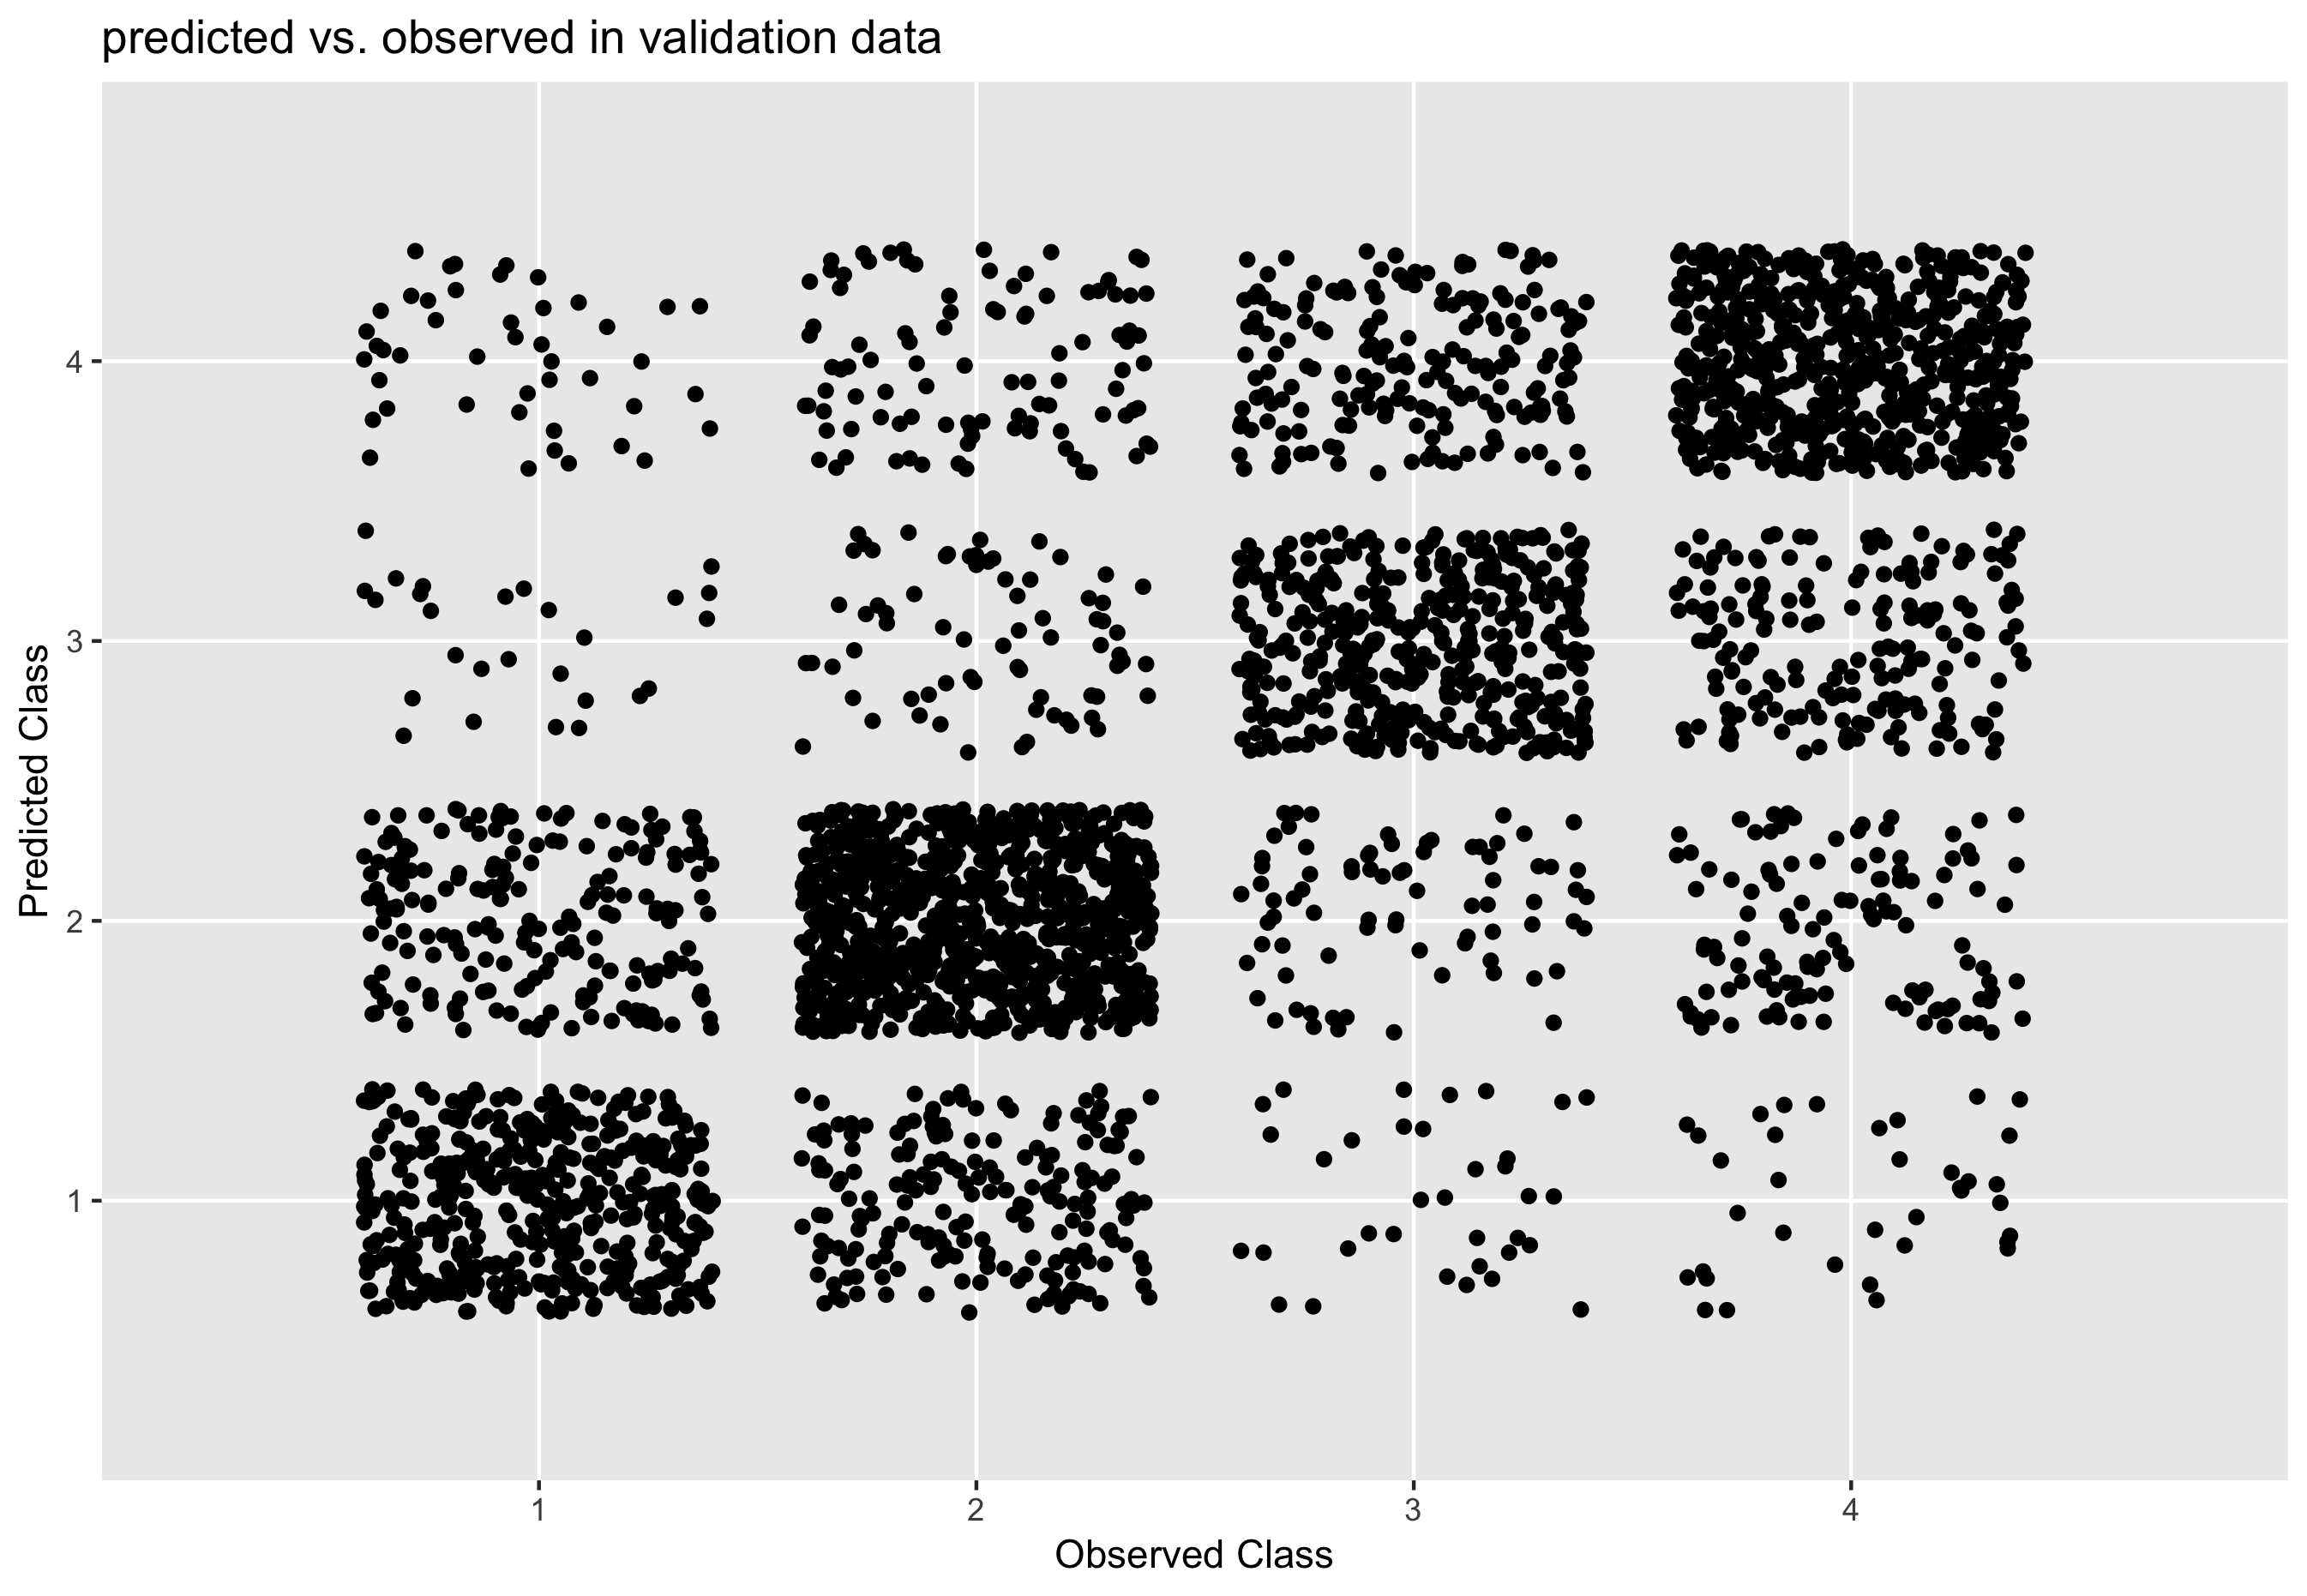 predicted vs. observed in validation data
Predicted Class
4
3
2
1
1
2
3
4
Observed Class